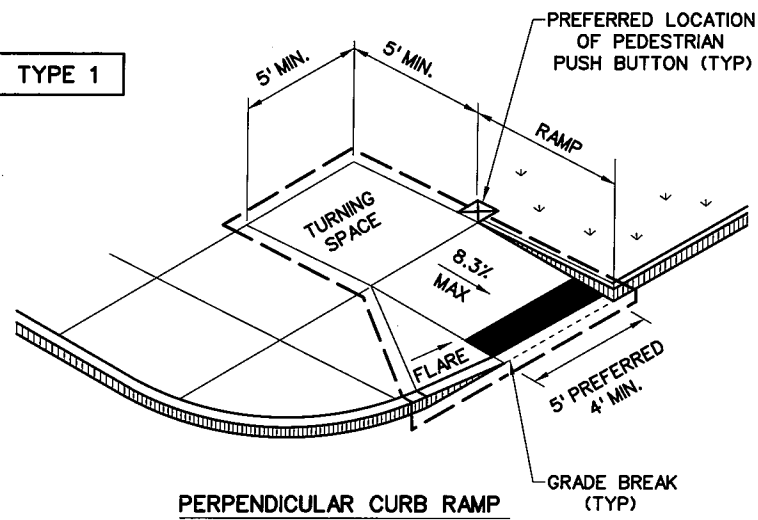 TYPE 1
5' MIN.
5' MIN.
PREFERRED LOCATION
OF PEDESTRIAN
PUSH BUTTON (TYP)
RAMP
TURNING
SPACE
8.3%
MAX
FLARE
5' PREFERRED
4' MIN.
GRADE BREAK
(TYP)
PERPENDICULAR CURB RAMP